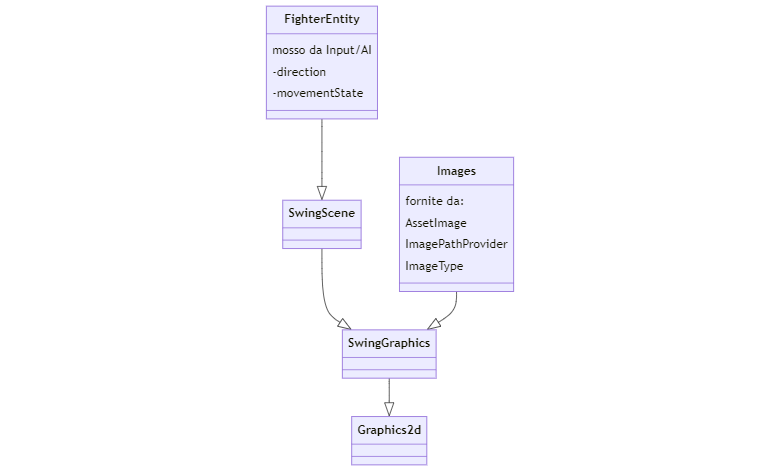 FighterEntity
mosso da Input/AI
-direction
-movementState
Images
fornite da:
AssetImage
ImagePathProvider
ImageType
SwingScene
SwingGraphics
Graphics2d